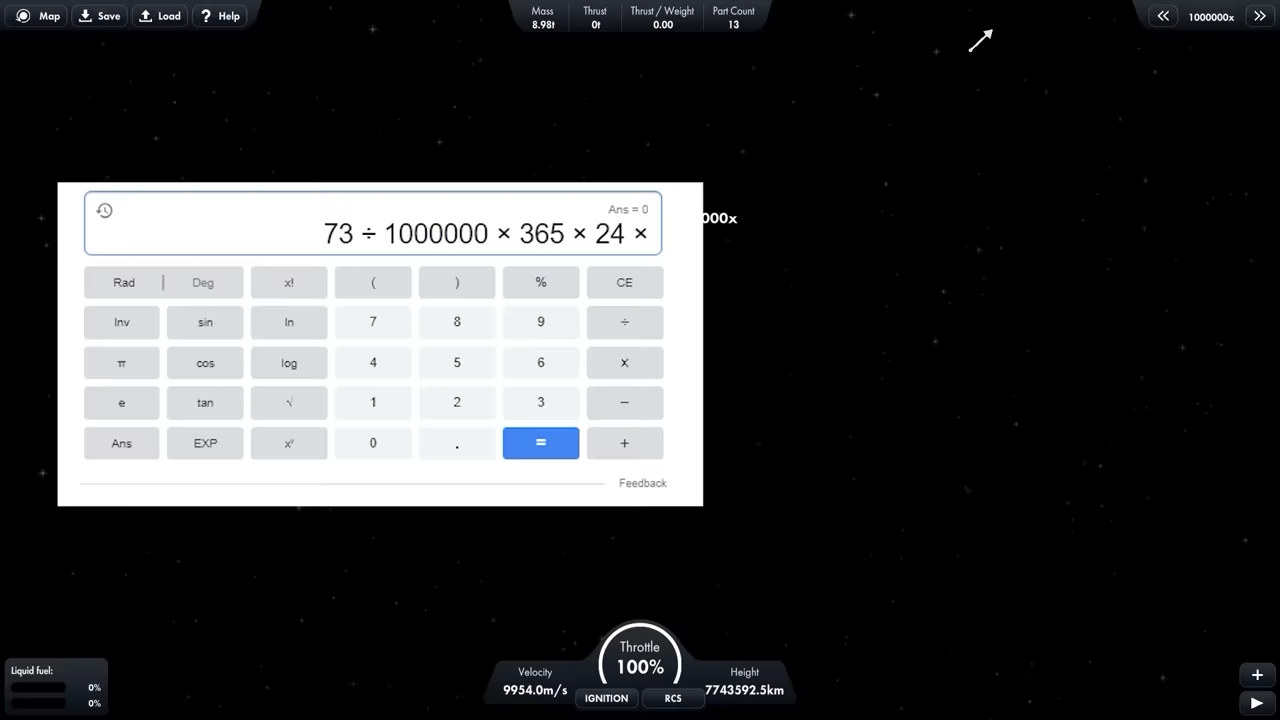 Map Save Load ? Help
Mass Thrust Thrust / Weight Part Count
8.98t 0t 0.00 13
1000000x
Ans = 0
73 ÷ 1000000 × 365 × 24 ×
000x
Rad | Deg x! ( ) % CE
Inv sin ln 7 8 9 ÷
π cos log 4 5 6 ×
e tan √ 1 2 3 −
Ans EXP xʸ 0 . = +
Feedback
Throttle
100%
Velocity Height
9954.0m/s 7743592.5km
IGNITION RCS
Liquid fuel:
0%
0%
+